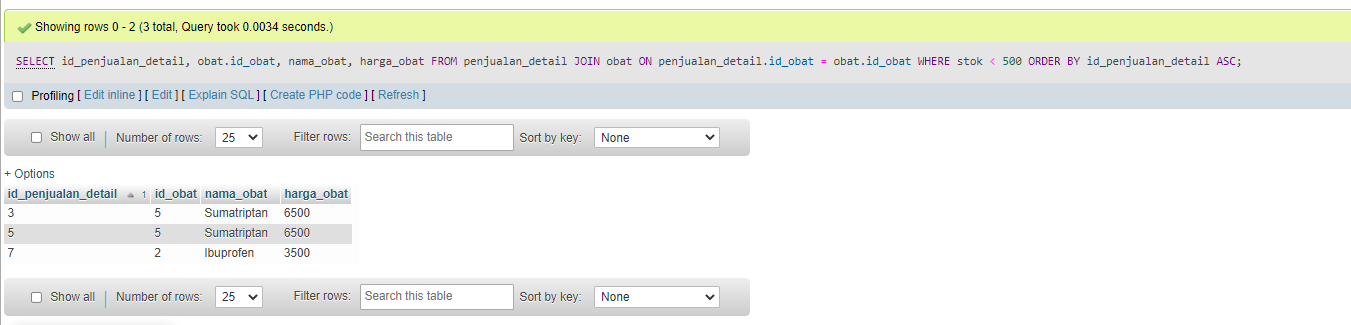 Showing rows 0 - 2 (3 total, Query took 0.0034 seconds.)
SELECT id_penjualan_detail, obat.id_obat, nama_obat, harga_obat FROM penjualan_detail JOIN obat ON penjualan_detail.id_obat = obat.id_obat WHERE stok < 500 ORDER BY id_penjualan_detail ASC;
Profiling [ Edit inline ] [ Edit ] [ Explain SQL ] [ Create PHP code ] [ Refresh ]
Show all | Number of rows: 25 Filter rows: Search this table Sort by key: None
+ Options
id_penjualan_detail 1 id_obat nama_obat harga_obat
3 5 Sumatriptan 6500
5 5 Sumatriptan 6500
7 2 Ibuprofen 3500
Show all | Number of rows: 25 Filter rows: Search this table Sort by key: None